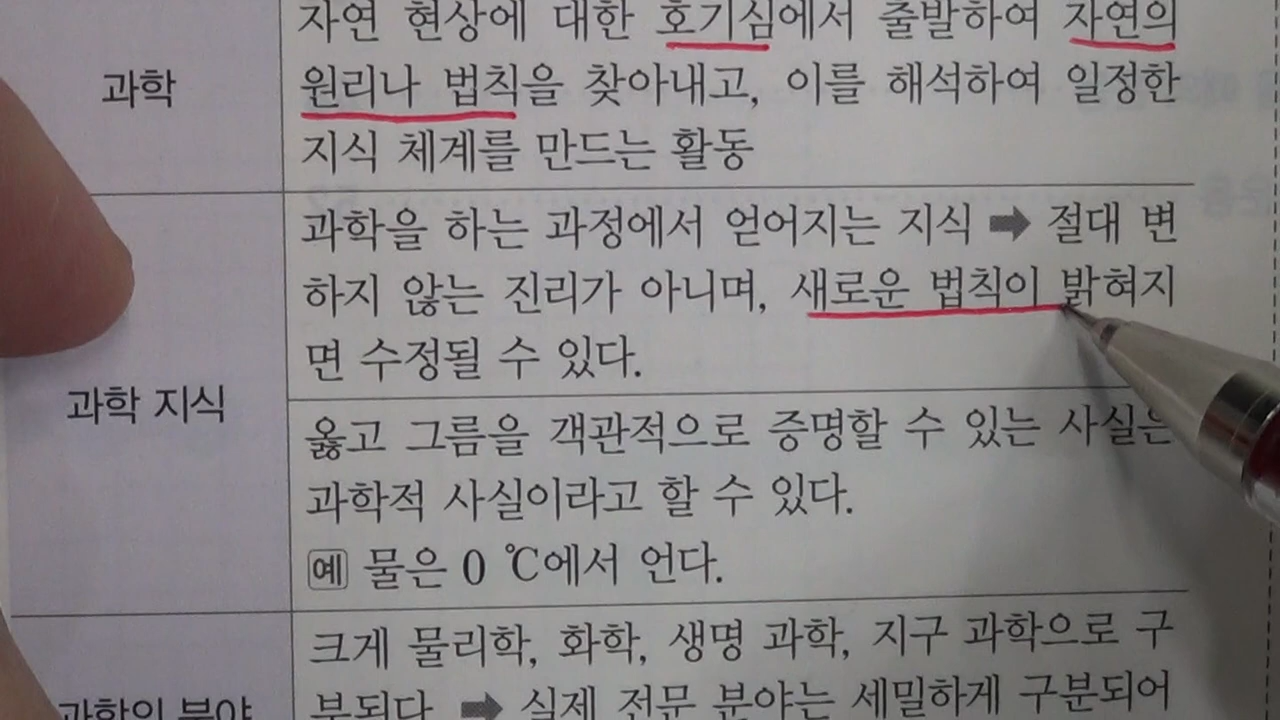 과학
자연 현상에 대한 호기심에서 출발하여 자연의
원리나 법칙을 찾아내고, 이를 해석하여 일정한
지식 체계를 만드는 활동
과학 지식
과학을 하는 과정에서 얻어지는 지식 ➡ 절대 변
하지 않는 진리가 아니며, 새로운 법칙이 밝혀지
면 수정될 수 있다.
옳고 그름을 객관적으로 증명할 수 있는 사실은
과학적 사실이라고 할 수 있다.
예 물은 0 ℃에서 언다.
과학의 분야
크게 물리학, 화학, 생명 과학, 지구 과학으로 구
분된다. ➡ 실제 전문 분야는 세밀하게 구분되어